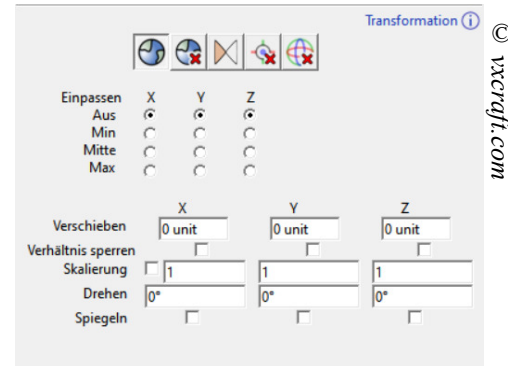 Transformation i
Einpassen X Y Z
Aus
Min
Mitte
Max
X Y Z
Verschieben 0 unit 0 unit 0 unit
Verhältnis sperren
Skalierung 1 1 1
Drehen 0° 0° 0°
Spiegeln
© vxcraft.com